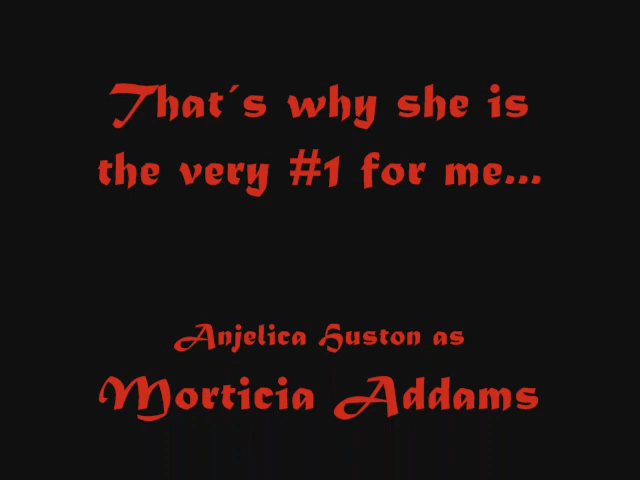 That´s why she is
the very #1 for me...
Anjelica Huston as
Morticia Addams